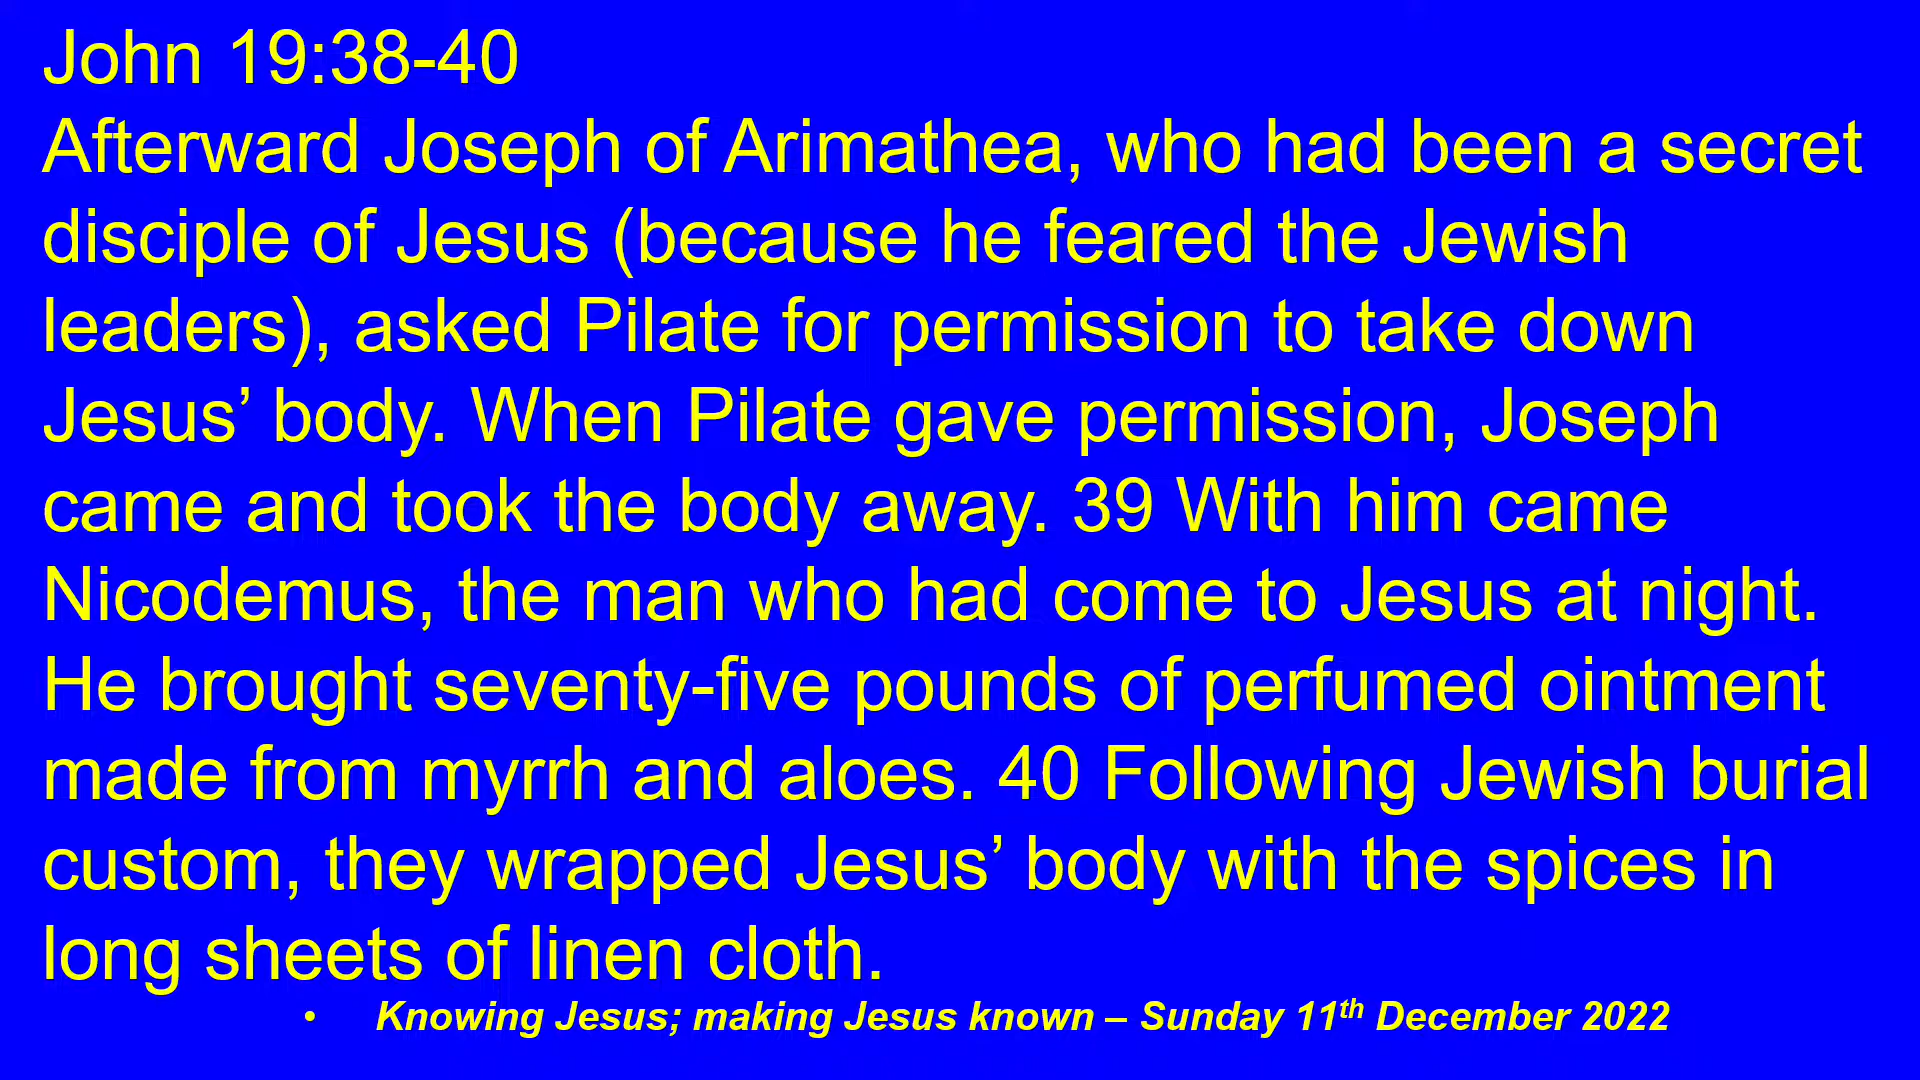 John 19:38-40
Afterward Joseph of Arimathea, who had been a secret
disciple of Jesus (because he feared the Jewish
leaders), asked Pilate for permission to take down
Jesus’ body. When Pilate gave permission, Joseph
came and took the body away. 39 With him came
Nicodemus, the man who had come to Jesus at night.
He brought seventy-five pounds of perfumed ointment
made from myrrh and aloes. 40 Following Jewish burial
custom, they wrapped Jesus’ body with the spices in
long sheets of linen cloth.
• Knowing Jesus; making Jesus known – Sunday 11th December 2022